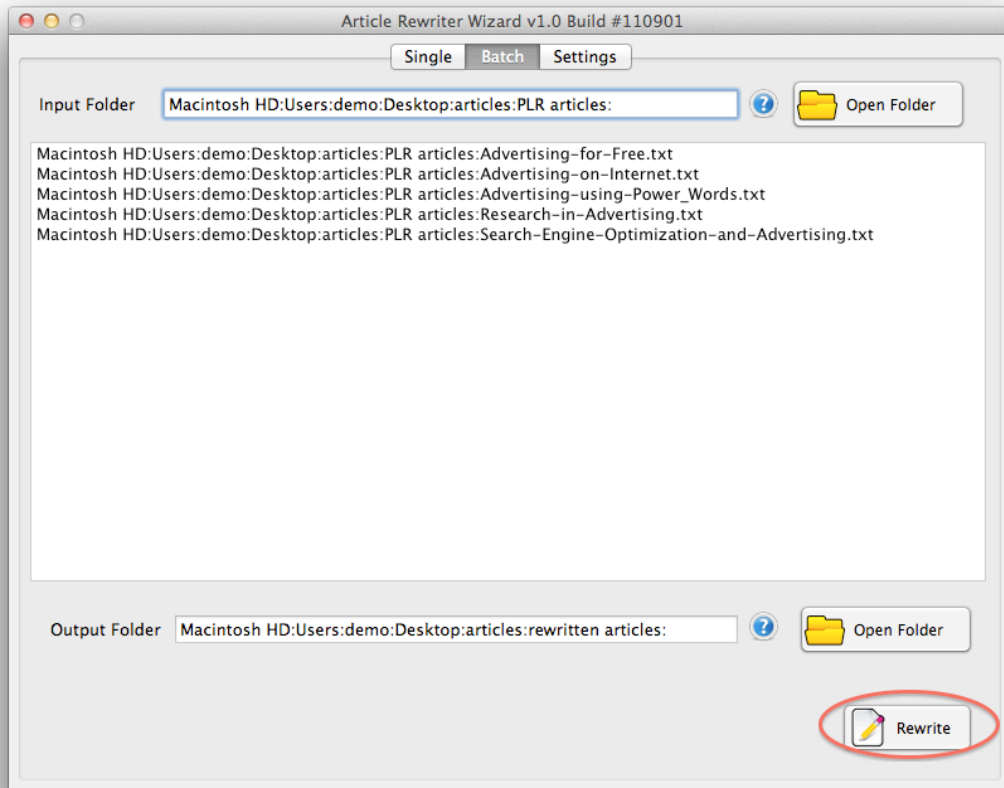 Article Rewriter Wizard v1.0 Build #110901
Single Batch Settings
Input Folder Macintosh HD:Users:demo:Desktop:articles:PLR articles: ? Open Folder
Macintosh HD:Users:demo:Desktop:articles:PLR articles:Advertising-for-Free.txt
Macintosh HD:Users:demo:Desktop:articles:PLR articles:Advertising-on-Internet.txt
Macintosh HD:Users:demo:Desktop:articles:PLR articles:Advertising-using-Power_Words.txt
Macintosh HD:Users:demo:Desktop:articles:PLR articles:Research-in-Advertising.txt
Macintosh HD:Users:demo:Desktop:articles:PLR articles:Search-Engine-Optimization-and-Advertising.txt
Output Folder Macintosh HD:Users:demo:Desktop:articles:rewritten articles: ? Open Folder
Rewrite